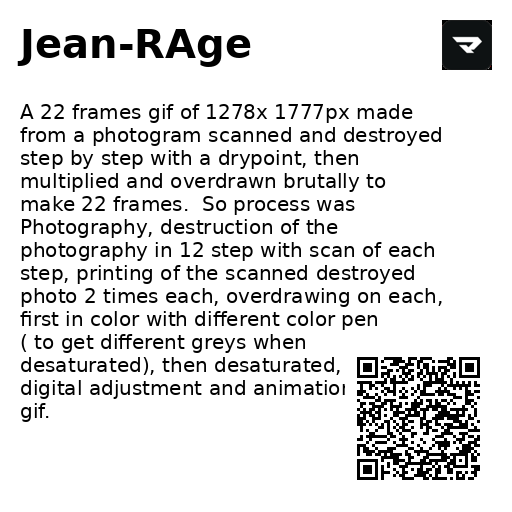 Jean-RAge
A 22 frames gif of 1278x 1777px made
from a photogram scanned and destroyed
step by step with a drypoint, then
multiplied and overdrawn brutally to
make 22 frames.  So process was
Photography, destruction of the
photography in 12 step with scan of each
step, printing of the scanned destroyed
photo 2 times each, overdrawing on each,
first in color with different color pen
( to get different greys when
desaturated), then desaturated,
digital adjustment and animation
gif.